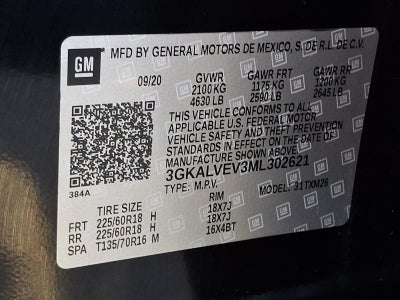 GM MFD BY GENERAL MOTORS DE MEXICO, S. DE R.L. DE C.V.
09/20 GVWR GAWR FRT GAWR RR
2100 KG 1175 KG 1200 KG
4630 LB 2590 LB 2645 LB
THIS VEHICLE CONFORMS TO ALL
APPLICABLE U.S. FEDERAL MOTOR
VEHICLE SAFETY AND THEFT PREVENTION
STANDARDS IN EFFECT ON THE DATE OF
MANUFACTURE SHOWN ABOVE.
3GKALVEV3ML302621
384A TYPE: M.P.V. MODEL: 31TXM26
TIRE SIZE RIM
FRT 225/60R18 H 18X7J
RR 225/60R18 H 18X7J
SPA T135/70R16 M 16X4BT